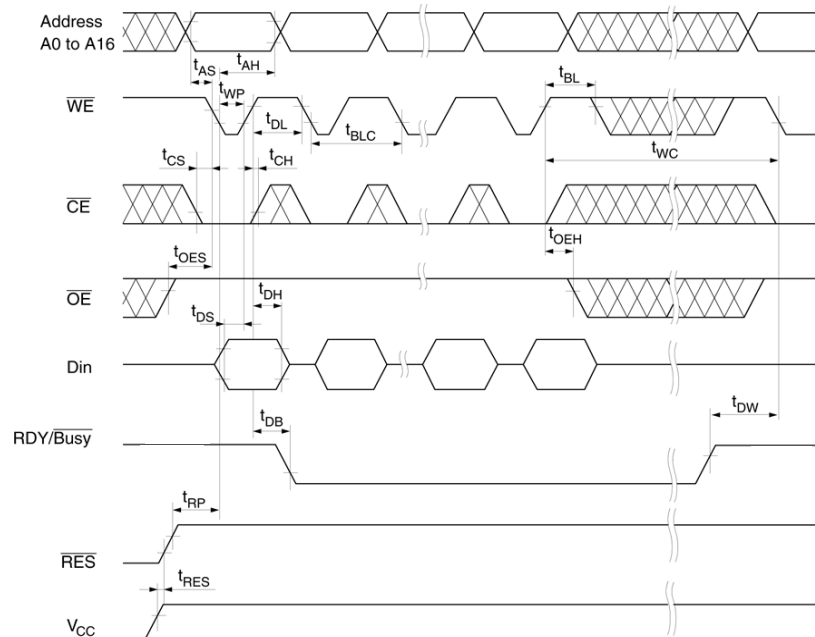 Address
A0 to A16
tAS
tAH
tWP
tBL
WE
tDL
tBLC
tWC
tCS
tCH
CE
tOEH
tOES
OE
tDH
tDS
Din
tDB
tDW
RDY/Busy
tRP
RES
tRES
VCC